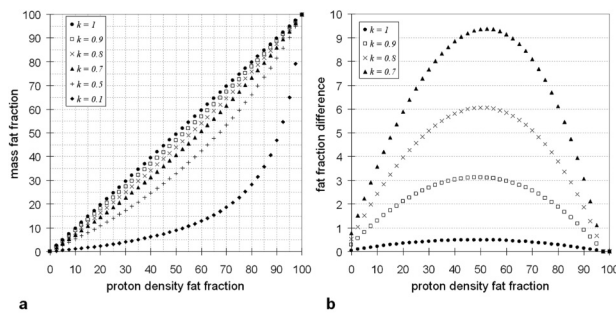 k = 1
k = 0.9
k = 0.8
k = 0.7
k = 0.5
k = 0.1
mass fat fraction
100
90
80
70
60
50
40
30
20
10
0
0 10 20 30 40 50 60 70 80 90 100
proton density fat fraction
a
k = 1
k = 0.9
k = 0.8
k = 0.7
fat fraction difference
10
9
8
7
6
5
4
3
2
1
0
0 10 20 30 40 50 60 70 80 90 100
proton density fat fraction
b